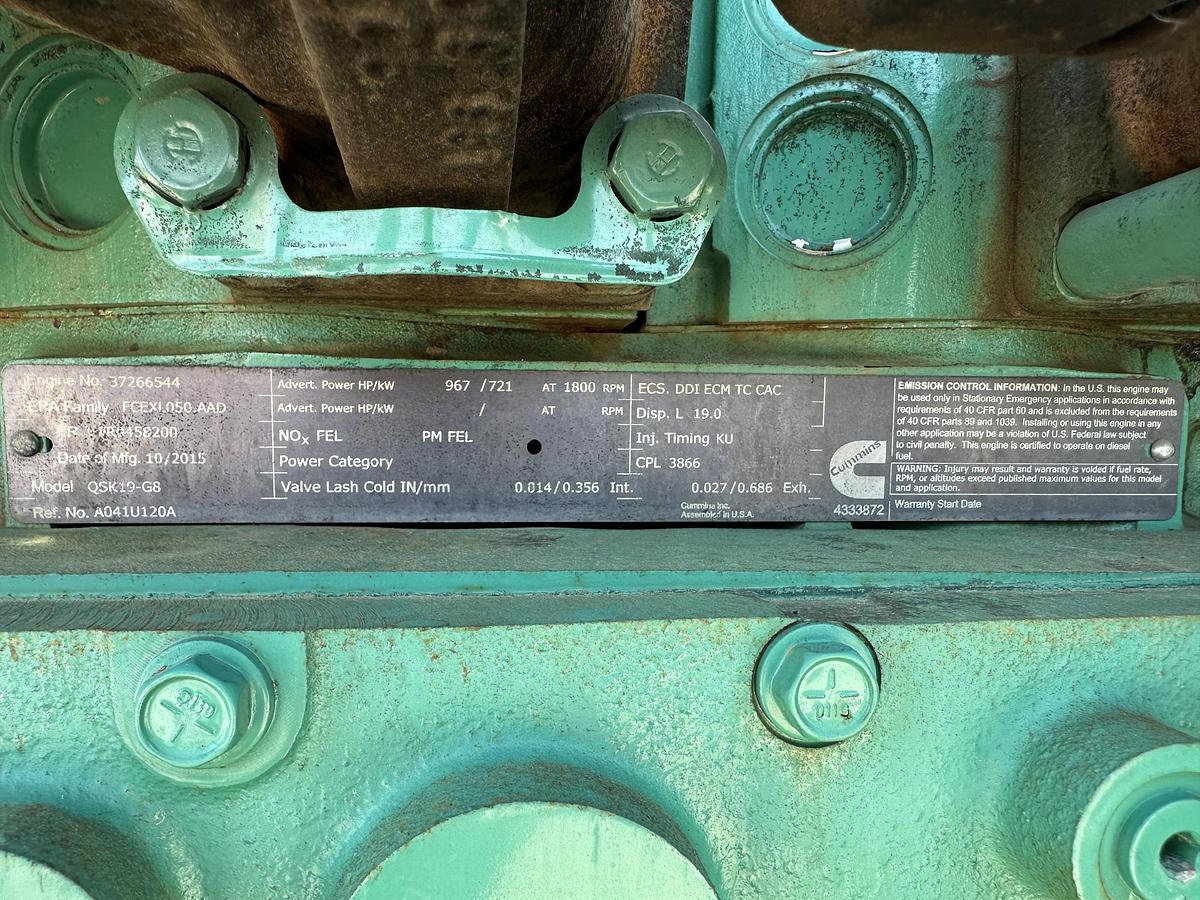 Engine No. 37266544
EPA Family FCEXL050.AAD
FR
Date of Mfg. 10/2015
Model QSK19-G8
Ref. No. A041U120A
Advert. Power HP/kW 967 /721 AT 1800 RPM
Advert. Power HP/kW / AT RPM
NOx FEL PM FEL
Power Category
Valve Lash Cold IN/mm 0.014/0.356 Int. 0.027/0.686 Exh.
ECS. DDI ECM TC CAC
Disp. L 19.0
Inj. Timing KU
CPL 3866
Cummins Inc.
Assembled in U.S.A.
Cummins
4333872
EMISSION CONTROL INFORMATION: In the U.S. this engine may
be used only in Stationary Emergency applications in accordance with
requirements of 40 CFR part 60 and is excluded from the requirements
of 40 CFR parts 89 and 1039. Installing or using this engine in any
other application may be a violation of U.S. Federal law subject
to civil penalty. This engine is certified to operate on diesel
fuel.
WARNING: Injury may result and warranty is voided if fuel rate,
RPM, or altitudes exceed published maximum values for this model
and application.
Warranty Start Date